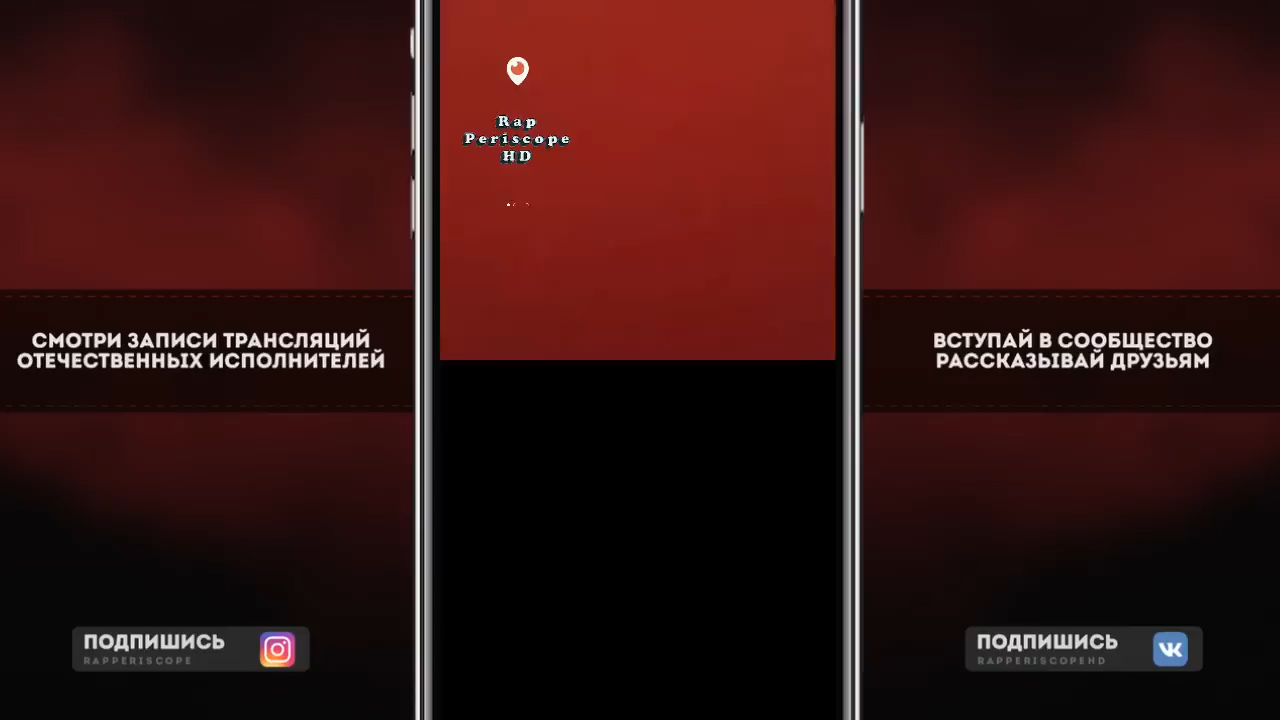 Rap
Periscope
HD
СМОТРИ ЗАПИСИ ТРАНСЛЯЦИЙ
ОТЕЧЕСТВЕННЫХ ИСПОЛНИТЕЛЕЙ
ВСТУПАЙ В СООБЩЕСТВО
РАССКАЗЫВАЙ ДРУЗЬЯМ
ПОДПИШИСЬ
RAPPERISCOPE
ПОДПИШИСЬ
RAPPERISCOPEHD